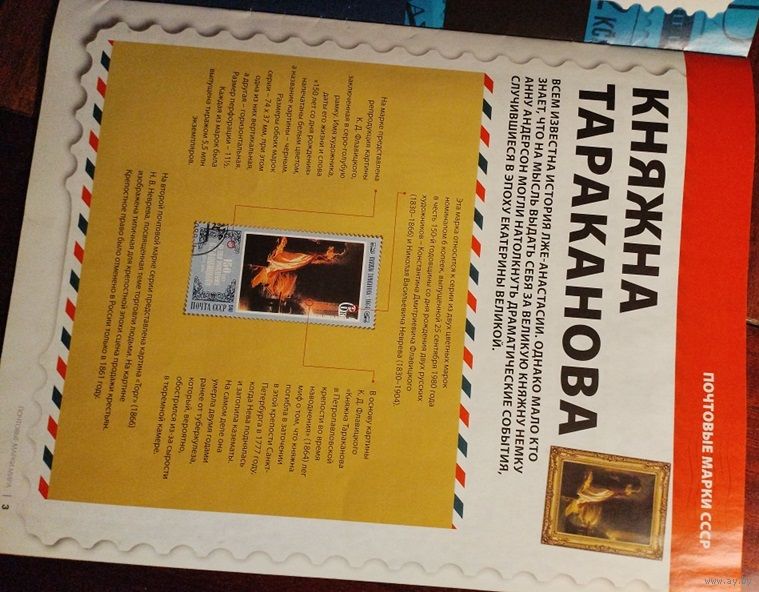 ПОЧТОВЫЕ МАРКИ СССР
КНЯЖНА
ТАРАКАНОВА
ВСЕМ ИЗВЕСТНА ИСТОРИЯ ЛЖЕ-АНАСТАСИИ. ОДНАКО МАЛО КТО
ЗНАЕТ, ЧТО НА МЫСЛЬ ВЫДАТЬ СЕБЯ ЗА ВЕЛИКУЮ КНЯЖНУ НЕМКУ
АННУ АНДЕРСОН МОГЛИ НАТОЛКНУТЬ ДРАМАТИЧЕСКИЕ СОБЫТИЯ,
СЛУЧИВШИЕСЯ В ЭПОХУ ЕКАТЕРИНЫ ВЕЛИКОЙ.
Эта марка относится к серии из двух цветных марок
номиналом 6 копеек, выпущенной 25 сентября 1980 года
в честь 150-й годовщины со дня рождения двух русских
художников – Константина Дмитриевича Флавицкого
(1830–1866) и Николая Васильевича Неврева (1830–1904).
На марке представлена
репродукция картины
К. Д. Флавицкого,
заключенная в серо-голубую
рамку. Имя художника,
даты его жизни и слова
«150 лет со дня рождения»
напечатаны белым цветом,
а название картины – черным.
Размеры обеих марок
серии – 74 х 37 мм, при этом
одна из них вертикальная,
а другая – горизонтальная.
Размер перфорации – 11½.
Каждая из марок была
выпущена тиражом 5,5 млн
экземпляров.
6к
150
ПОЧТА СССР
В основу картины
К. Д. Флавицкого
«Княжна Тараканова
в Петропавловской
крепости во время
наводнения» (1864) лег
миф о том, что княжна
погибла в заточении
в этой крепости Санкт-
Петербурга в 1777 году,
когда Нева поднялась
и затопила казематы.
На самом деле она
умерла двумя годами
ранее от туберкулеза,
который, вероятно,
обострился из-за сырости
в тюремной камере.
На второй почтовой марке серии представлена картина «Торг» (1866)
Н. В. Неврева, посвященная теме торговли людьми. На картине
изображена типичная для крепостной эпохи сцена продажи крестьян.
Крепостное право было отменено в России только в 1861 году.
ПОЧТОВЫЕ МАРКИ МИРА | 3
www.ay.by